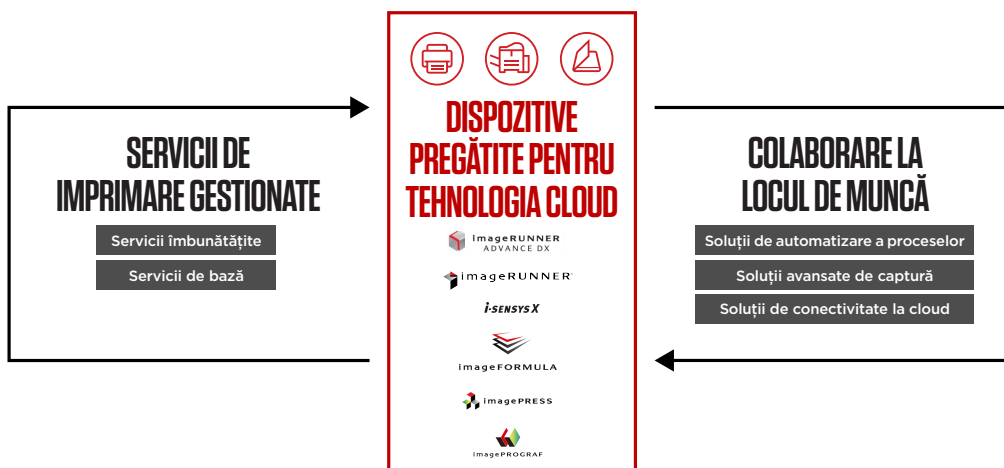 SERVICII DE
IMPRIMARE GESTIONATE
Servicii îmbunătățite
Servicii de bază
DISPOZITIVE
PREGĂTITE PENTRU
TEHNOLOGIA CLOUD
imageRUNNER
ADVANCE DX
imageRUNNER
i-SENSYS X
imageFORMULA
imagePRESS
imagePROGRAF
COLABORARE LA
LOCUL DE MUNCĂ
Soluții de automatizare a proceselor
Soluții avansate de captură
Soluții de conectivitate la cloud